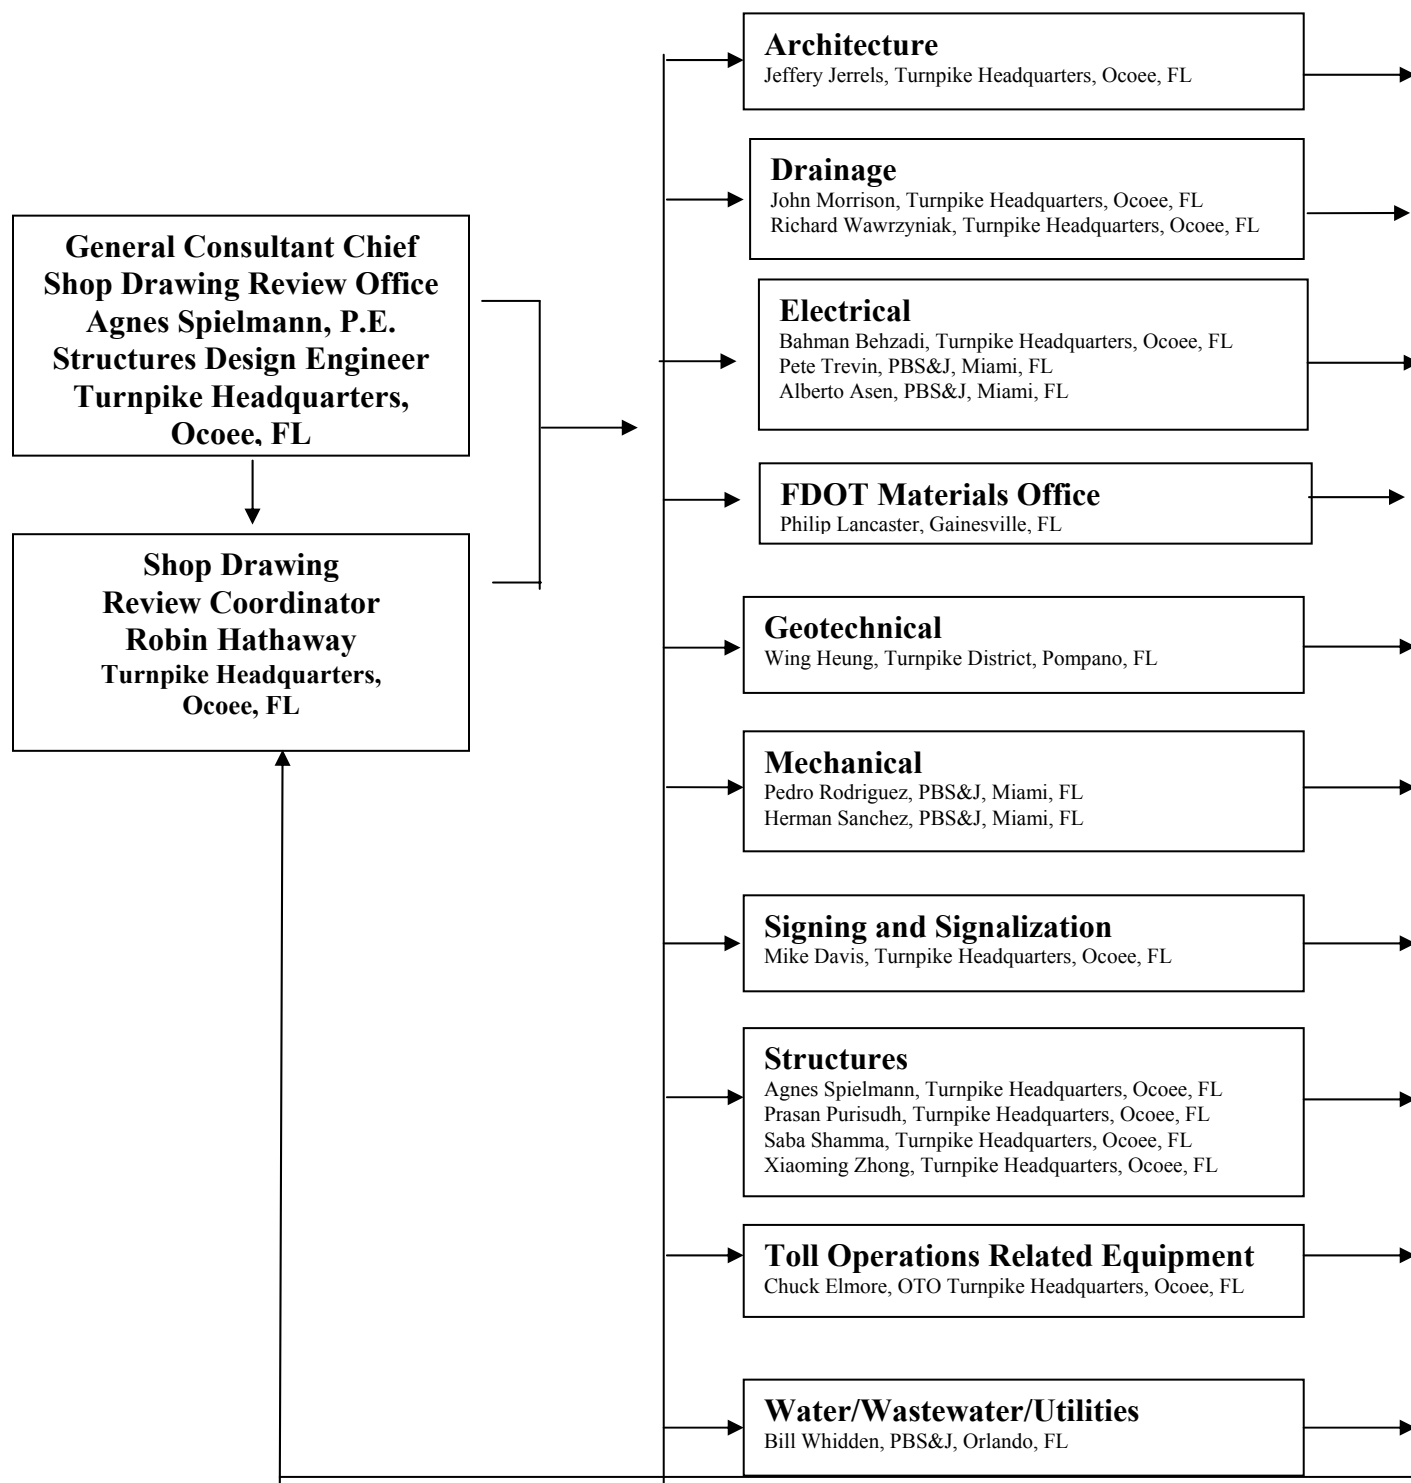 General Consultant Chief
Shop Drawing Review Office
Agnes Spielmann, P.E.
Structures Design Engineer
Turnpike Headquarters,
Ocoee, FL
Shop Drawing
Review Coordinator
Robin Hathaway
Turnpike Headquarters,
Ocoee, FL
Architecture
Jeffery Jerrels, Turnpike Headquarters, Ocoee, FL
Drainage
John Morrison, Turnpike Headquarters, Ocoee, FL
Richard Wawrzyniak, Turnpike Headquarters, Ocoee, FL
Electrical
Bahman Behzadi, Turnpike Headquarters, Ocoee, FL
Pete Trevin, PBS&J, Miami, FL
Alberto Asen, PBS&J, Miami, FL
FDOT Materials Office
Philip Lancaster, Gainesville, FL
Geotechnical
Wing Heung, Turnpike District, Pompano, FL
Mechanical
Pedro Rodriguez, PBS&J, Miami, FL
Herman Sanchez, PBS&J, Miami, FL
Signing and Signalization
Mike Davis, Turnpike Headquarters, Ocoee, FL
Structures
Agnes Spielmann, Turnpike Headquarters, Ocoee, FL
Prasan Purisudh, Turnpike Headquarters, Ocoee, FL
Saba Shamma, Turnpike Headquarters, Ocoee, FL
Xiaoming Zhong, Turnpike Headquarters, Ocoee, FL
Toll Operations Related Equipment
Chuck Elmore, OTO Turnpike Headquarters, Ocoee, FL
Water/Wastewater/Utilities
Bill Whidden, PBS&J, Orlando, FL